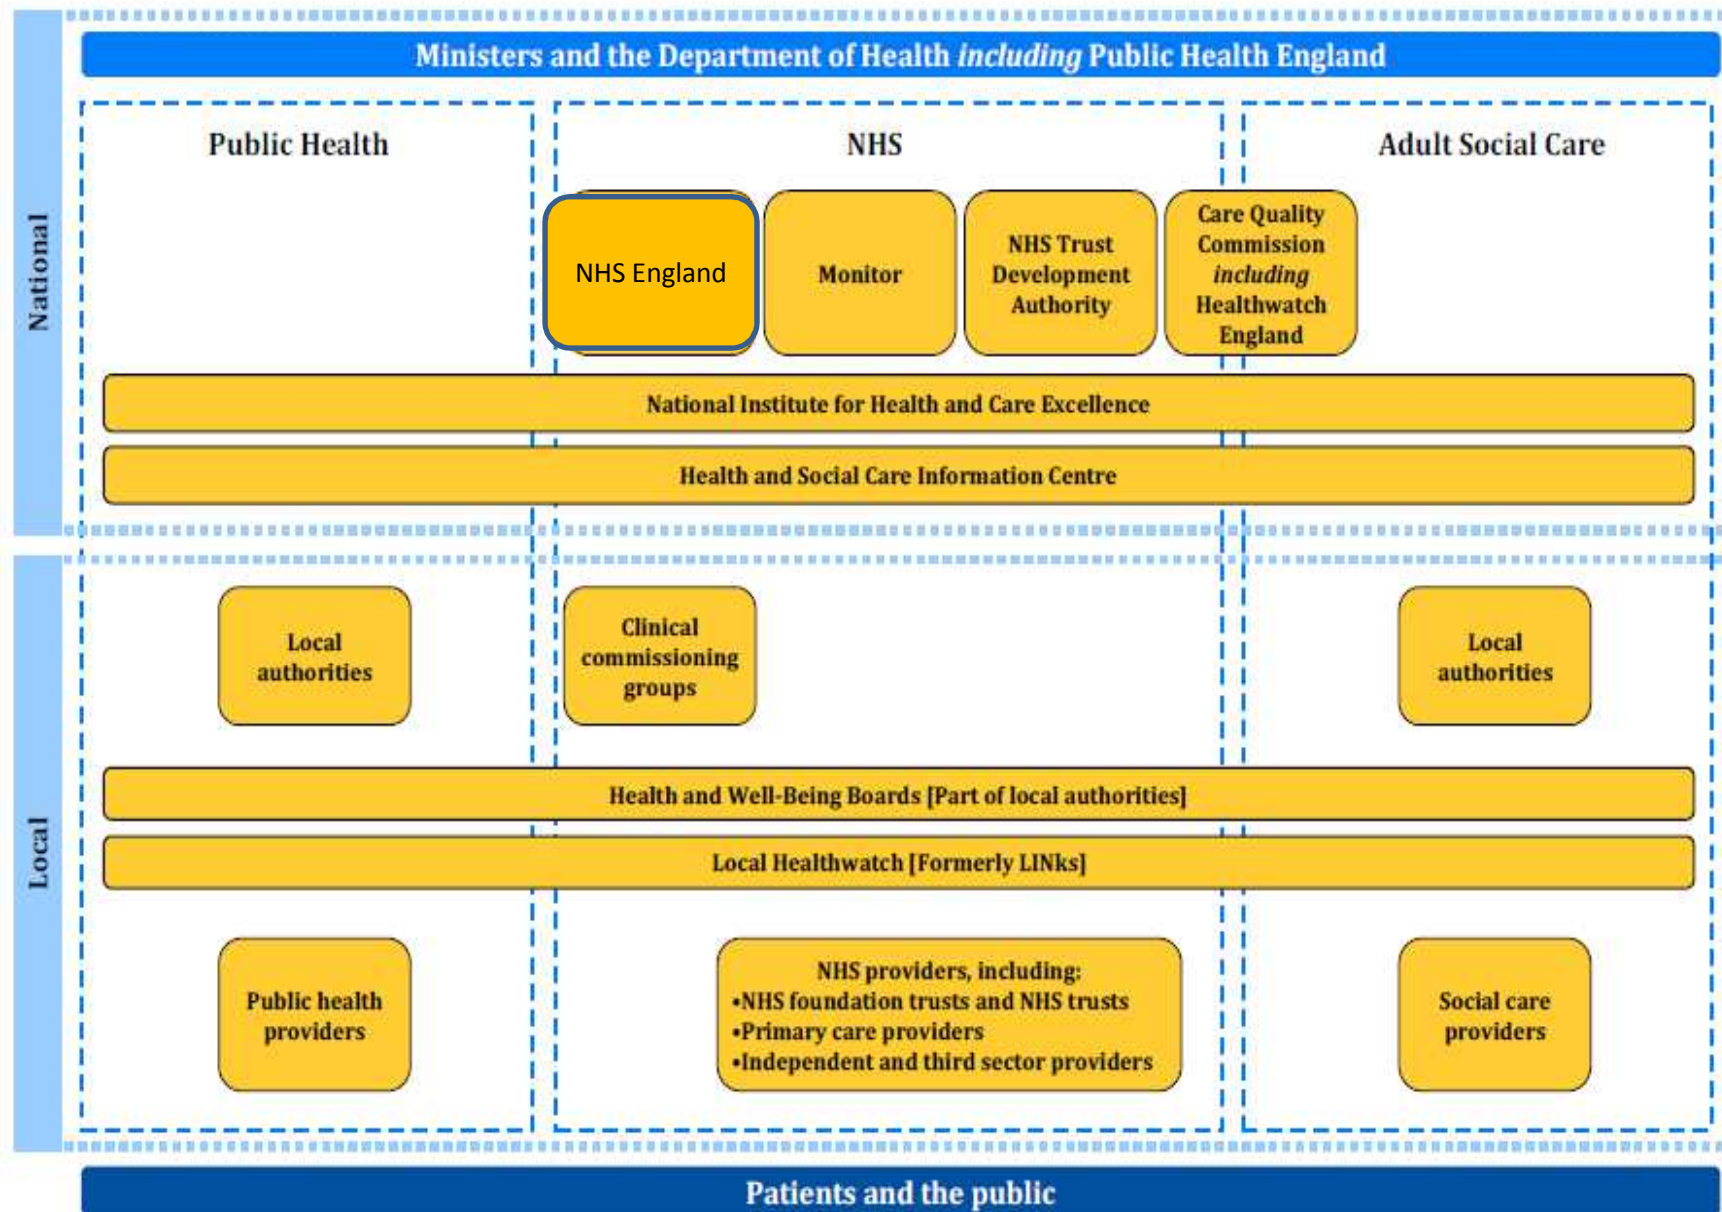 Ministers and the Department of Health including Public Health England
National
Public Health
NHS
Adult Social Care
NHS England
Monitor
NHS Trust
Development
Authority
Care Quality
Commission
including
Healthwatch
England
National Institute for Health and Care Excellence
Health and Social Care Information Centre
Local
Local
authorities
Clinical
commissioning
groups
Local
authorities
Health and Well-Being Boards [Part of local authorities]
Local Healthwatch [Formerly LINks]
Public health
providers
NHS providers, including:
•NHS foundation trusts and NHS trusts
•Primary care providers
•Independent and third sector providers
Social care
providers
Patients and the public